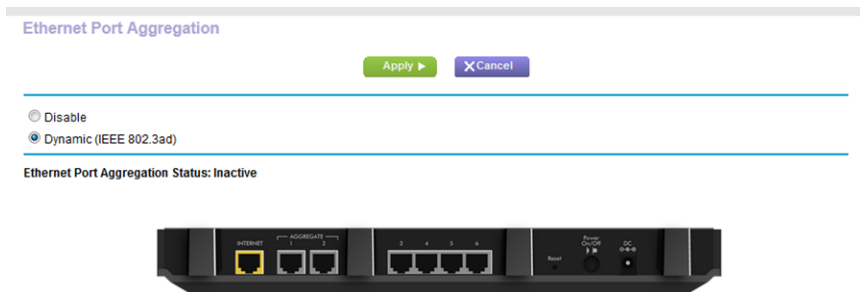 Ethernet Port Aggregation
Apply
Cancel
Disable
Dynamic (IEEE 802.3ad)
Ethernet Port Aggregation Status: Inactive
INTERNET
AGGREGATE
1 2
3 4 5 6
Reset
Power
On/Off
DC